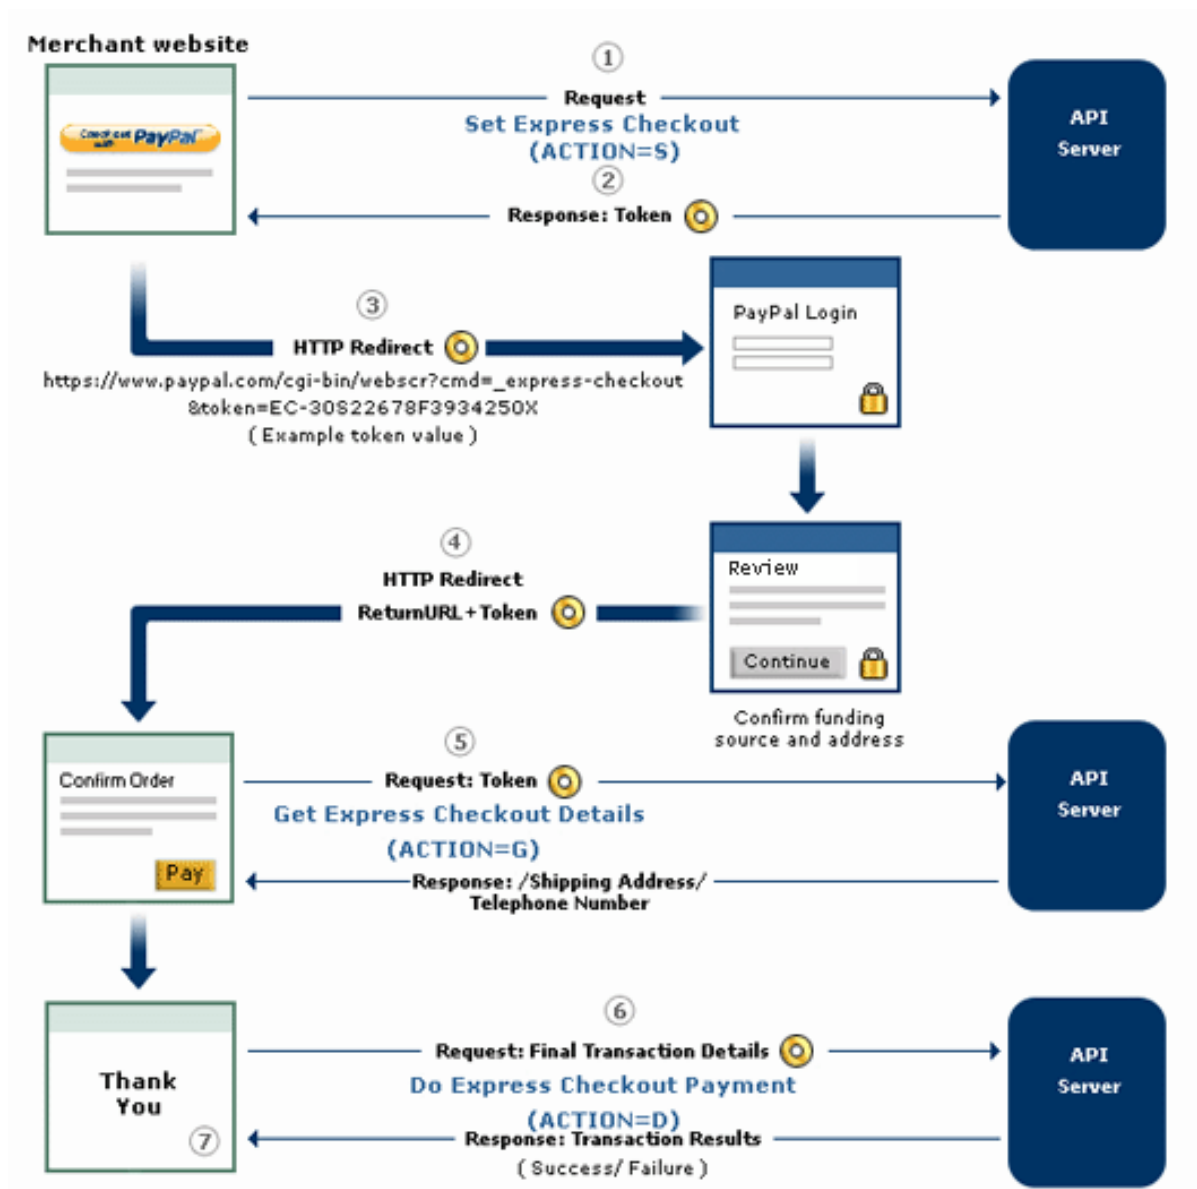 Merchant website
①
Request
Set Express Checkout
(ACTION=S)
API
Server
Check out
with PayPal
②
Response: Token
③
HTTP Redirect
https://www.paypal.com/cgi-bin/webscr?cmd=_express-checkout
&token=EC-30S22678F3934250X
( Example token value )
PayPal Login
④
HTTP Redirect
ReturnURL+Token
Review
Continue
Confirm funding
source and address
Confirm Order
Pay
⑤
Request: Token
Get Express Checkout Details
(ACTION=G)
Response: /Shipping Address/
Telephone Number
API
Server
Thank
You
⑦
⑥
Request: Final Transaction Details
Do Express Checkout Payment
(ACTION=D)
Response: Transaction Results
( Success/ Failure )
API
Server